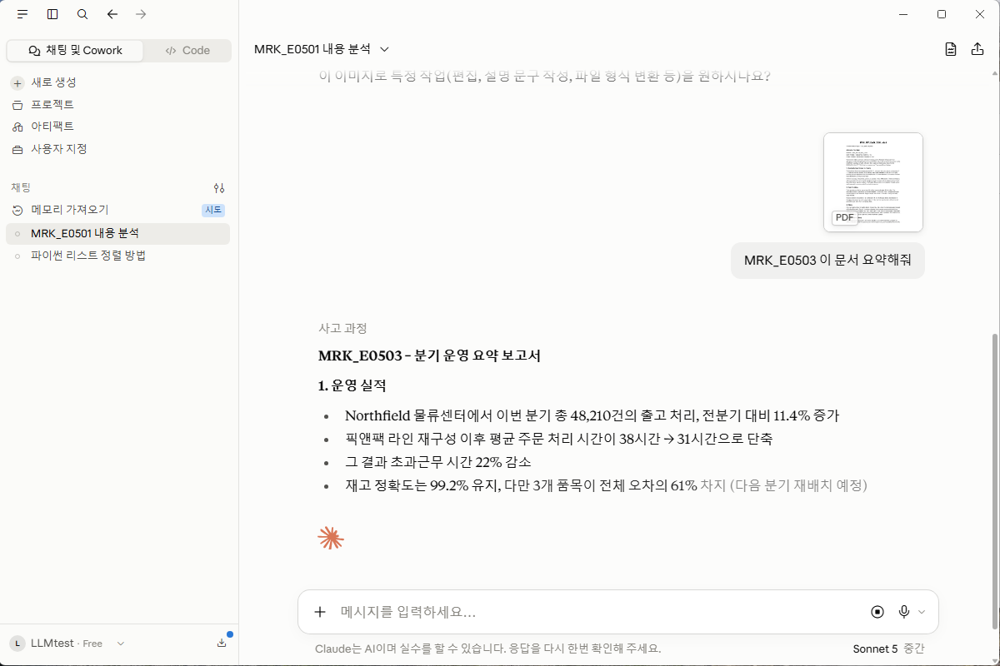 채팅 및 Cowork
Code
새로 생성
프로젝트
아티팩트
사용자 지정
채팅
메모리 가져오기
시도
MRK_E0501 내용 분석
파이썬 리스트 정렬 방법
LLMtest · Free
MRK_E0501 내용 분석
이 이미지로 특정 작업(편집, 설명 문구 작성, 파일 형식 변환 등)을 원하시나요?
PDF
MRK_E0503 이 문서 요약해줘
사고 과정
MRK_E0503 – 분기 운영 요약 보고서
1. 운영 실적
• Northfield 물류센터에서 이번 분기 총 48,210건의 출고 처리, 전분기 대비 11.4% 증가
• 픽앤팩 라인 재구성 이후 평균 주문 처리 시간이 38시간 → 31시간으로 단축
• 그 결과 초과근무 시간 22% 감소
• 재고 정확도는 99.2% 유지, 다만 3개 품목이 전체 오차의 61% 차지 (다음 분기 재배치 예정)
메시지를 입력하세요...
Claude는 AI이며 실수를 할 수 있습니다. 응답을 다시 한번 확인해 주세요.
Sonnet 5 중간
L